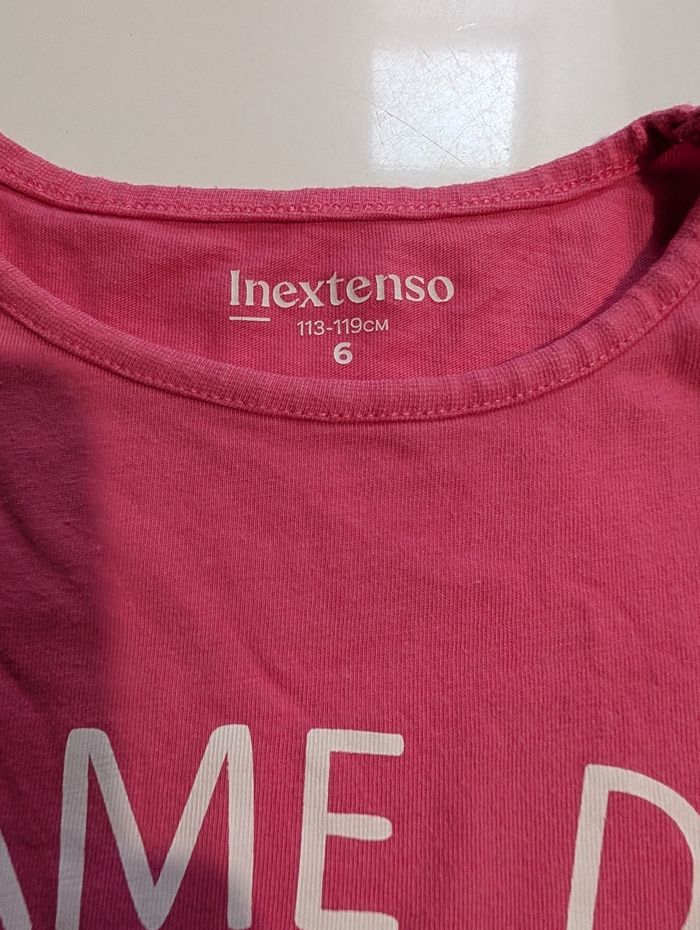 Inextenso
113-119CM
6
AME D